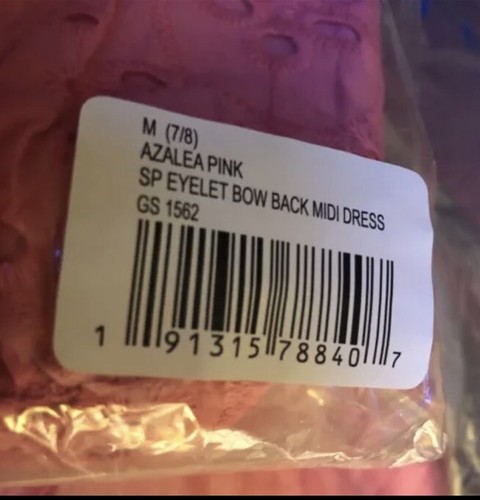 M (7/8)
AZALEA PINK
SP EYELET BOW BACK MIDI DRESS
GS 1562
1 91315 78840 7